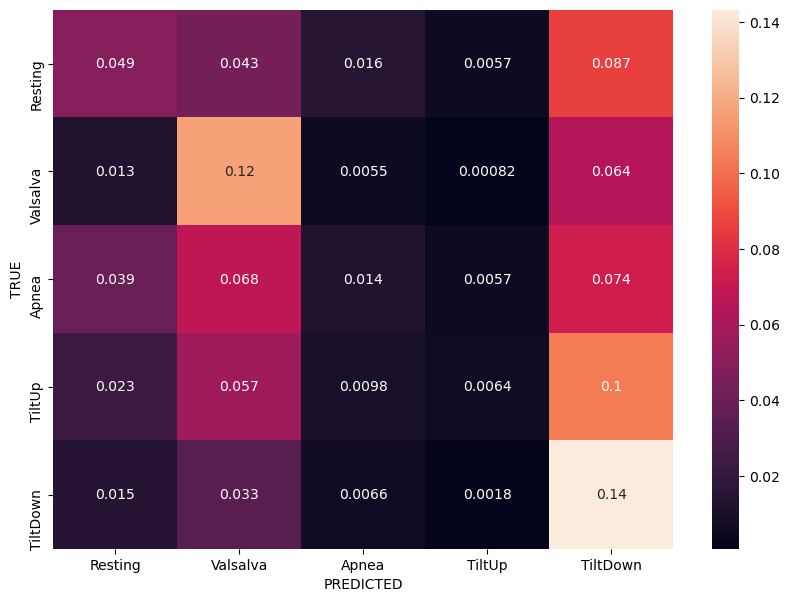 Resting 0.049 0.043 0.016 0.0057 0.087
Valsalva 0.013 0.12 0.0055 0.00082 0.064
Apnea 0.039 0.068 0.014 0.0057 0.074
TiltUp 0.023 0.057 0.0098 0.0064 0.1
TiltDown 0.015 0.033 0.0066 0.0018 0.14
TRUE
Resting Valsalva Apnea TiltUp TiltDown
PREDICTED
0.14
0.12
0.10
0.08
0.06
0.04
0.02